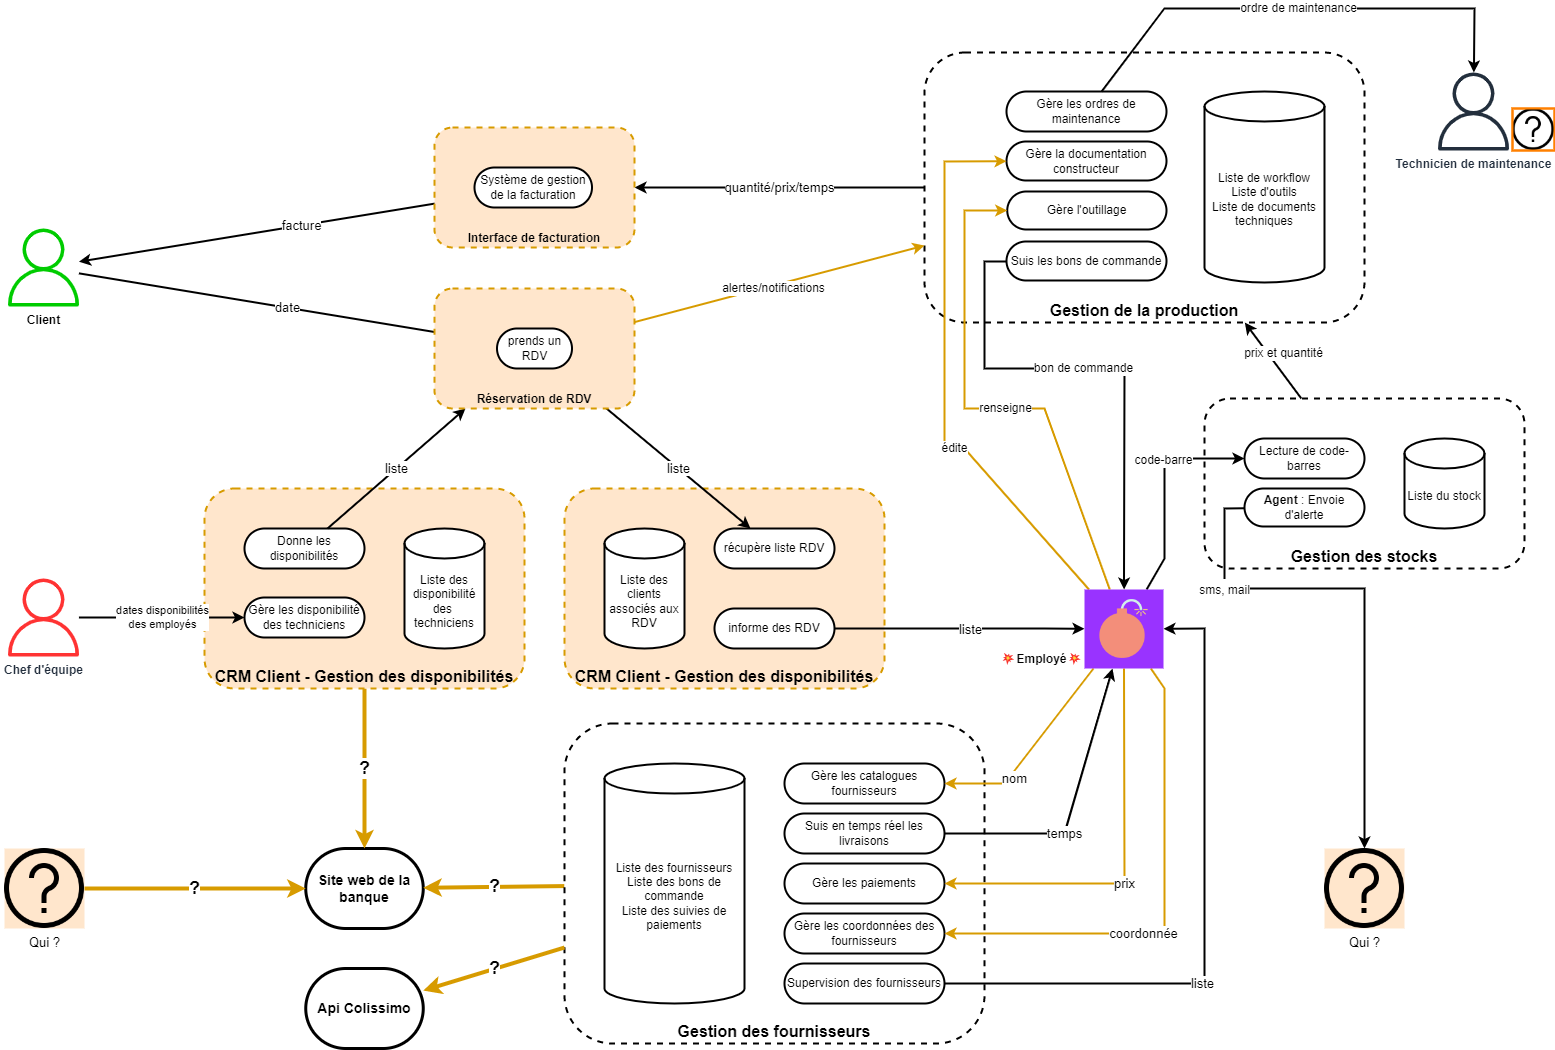 ordre de maintenance
Gère les ordres de
maintenance
Gère la documentation
constructeur
Gère l'outillage
Suis les bons de commande
Liste de workflow
Liste d'outils
Liste de documents
techniques
Gestion de la production
?
Technicien de maintenance
Système de gestion
de la facturation
Interface de facturation
quantité/prix/temps
facture
Client
date
alertes/notifications
prends un
RDV
Réservation de RDV
bon de commande
prix et quantité
renseigne
édite
code-barre
Lecture de code-
barres
Agent : Envoie
d'alerte
Liste du stock
Gestion des stocks
sms, mail
liste
liste
Donne les
disponibilités
Gère les disponibilité
des techniciens
Liste des
disponibilité
des
techniciens
CRM Client - Gestion des disponibilités
dates disponibilités
des employés
Chef d'équipe
Liste des
clients
associés aux
RDV
récupère liste RDV
informe des RDV
CRM Client - Gestion des disponibilités
liste
💥 Employé 💥
?
nom
temps
prix
coordonnée
liste
Gère les catalogues
fournisseurs
Suis en temps réel les
livraisons
Gère les paiements
Gère les coordonnées des
fournisseurs
Supervision des fournisseurs
Liste des fournisseurs
Liste des bons de
commande
Liste des suivies de
paiements
Gestion des fournisseurs
?
Qui ?
?
Site web de la
banque
?
?
Api Colissimo
?
Qui ?